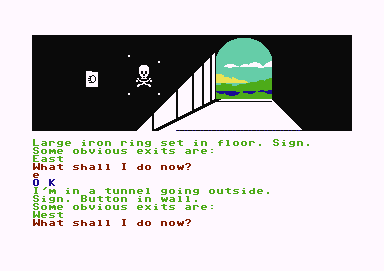 Large iron ring set in floor. Sign.
Some obvious exits are:
East
What shall I do now?
e
O K
I'm in a tunnel going outside.
Sign. Button in wall.
Some obvious exits are:
West
What shall I do now?